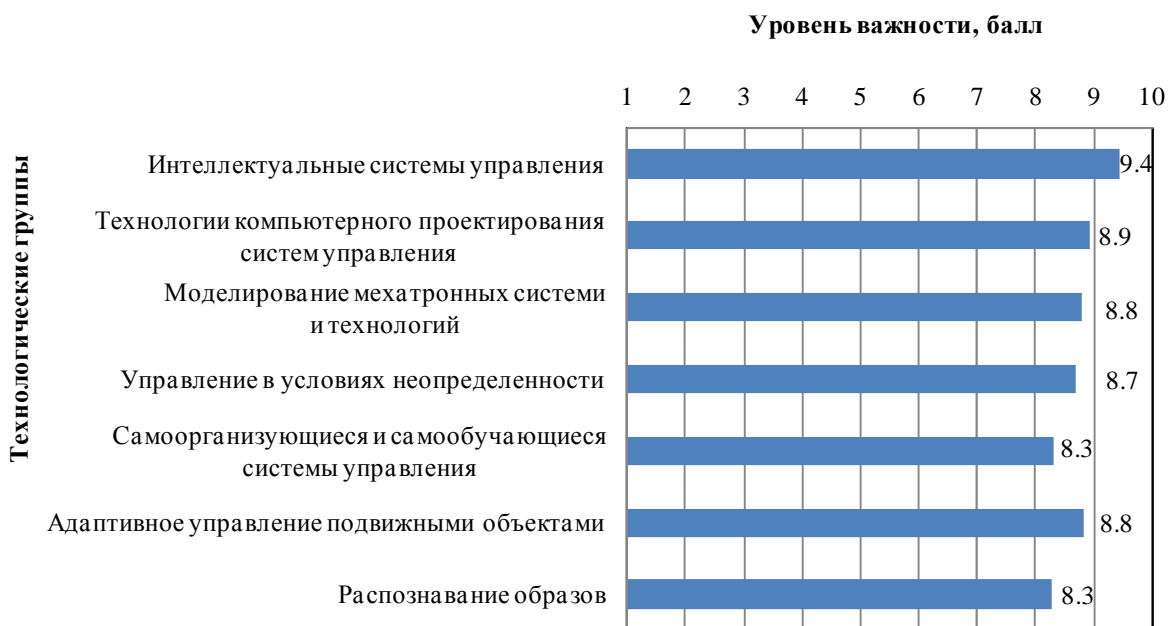 Уровень важности, балл
1 2 3 4 5 6 7 8 9 10
Технологические группы
Интеллектуальные системы управления
9.4
Технологии компьютерного проектирования
систем управления
8.9
Моделирование мехатронных системи
и технологий
8.8
Управление в условиях неопределенности
8.7
Самоорганизующиеся и самообучающиеся
системы управления
8.3
Адаптивное управление подвижными объектами
8.8
Распознавание образов
8.3